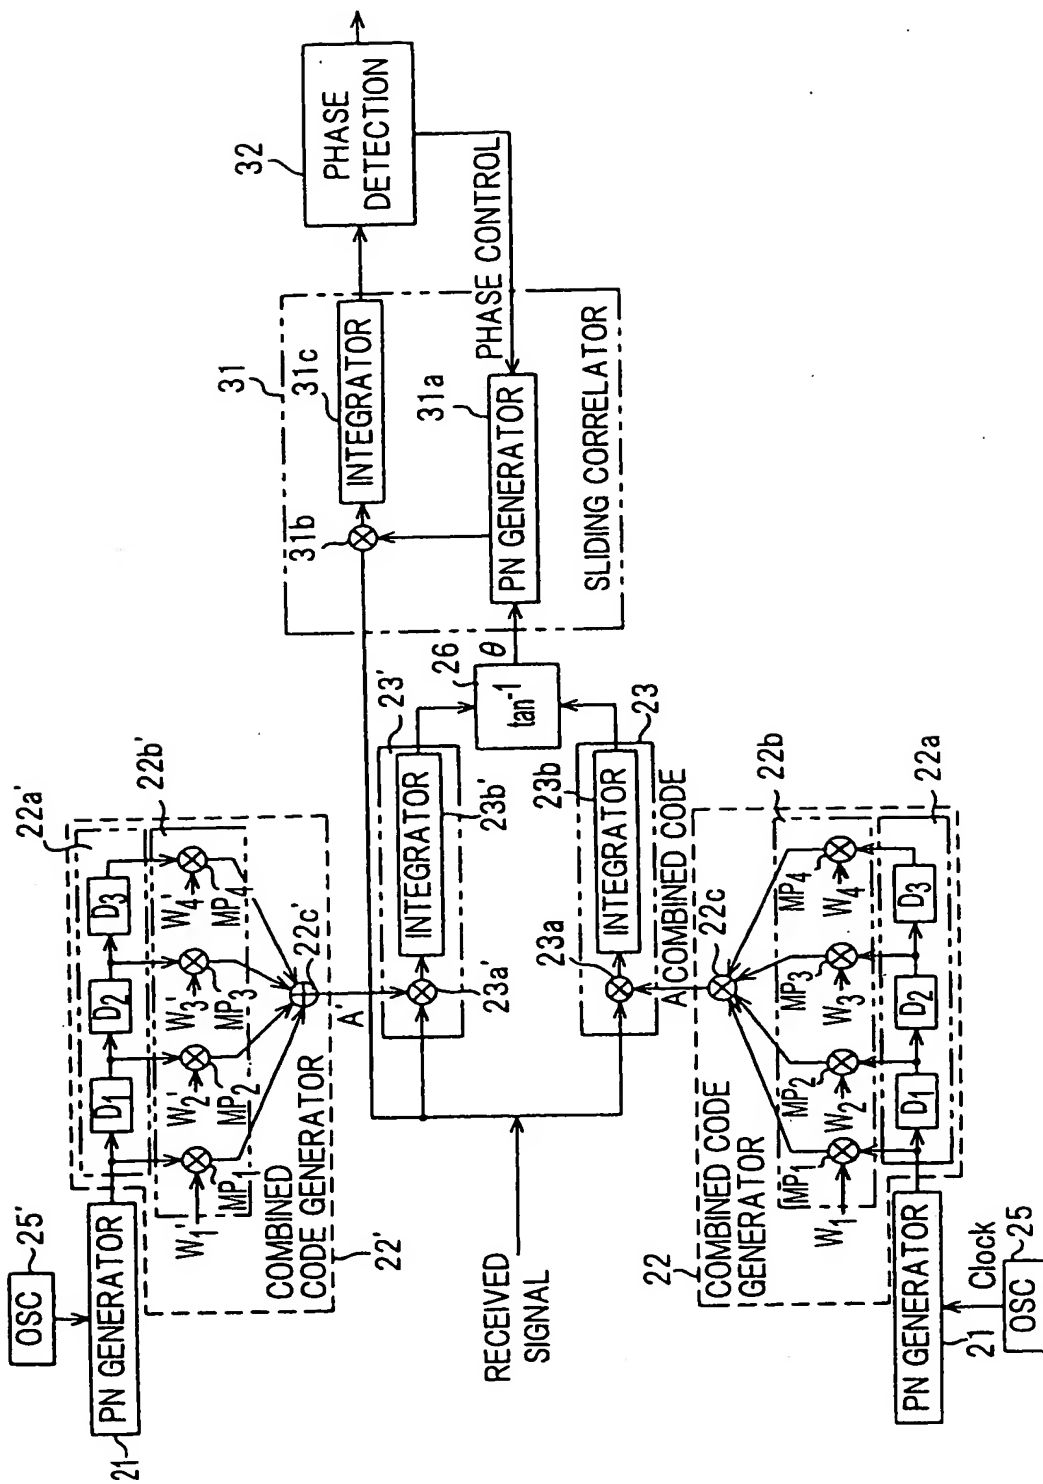 OSC
25'
21
PN GENERATOR
D1
D2
D3
22a'
W1'
MP1
W2'
MP2
W3'
MP3
W4'
MP4
22b'
COMBINED
CODE GENERATOR
22'
22c'
A'
23a'
INTEGRATOR
23b'
23'
RECEIVED
SIGNAL
tan-1
26
θ
31
31b
INTEGRATOR
31c
PN GENERATOR
31a
SLIDING CORRELATOR
32
PHASE
DETECTION
PHASE CONTROL
23a
INTEGRATOR
23b
23
A
COMBINED CODE
22
COMBINED CODE
GENERATOR
22c
22b
MP1
W1
MP2
W2
MP3
W3
MP4
W4
22a
D1
D2
D3
PN GENERATOR
21
Clock
OSC
25